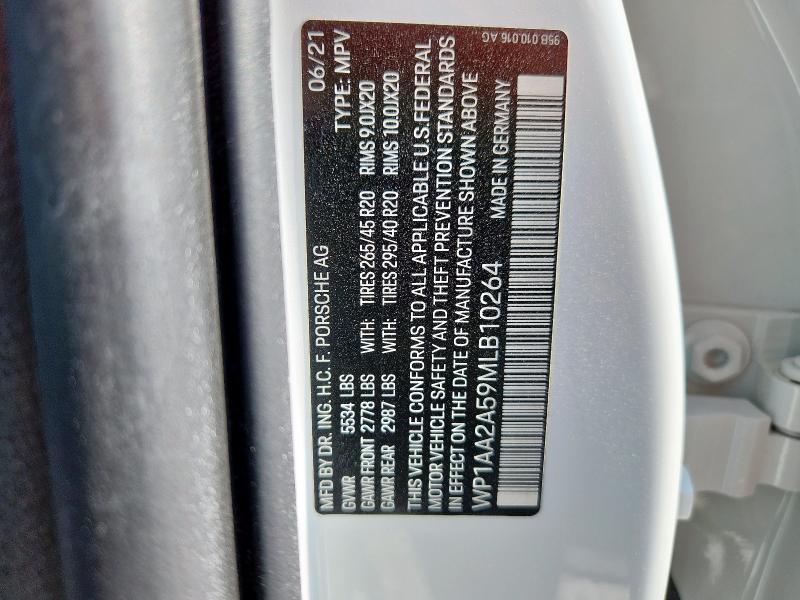 MFD BY DR. ING. H.C. F. PORSCHE AG 06/21
GVWR 5534 LBS TYPE: MPV
GAWR FRONT 2778 LBS WITH: TIRES 265/45 R20 RIMS 9.0JX20
GAWR REAR 2987 LBS WITH: TIRES 295/40 R20 RIMS 10.0JX20
THIS VEHICLE CONFORMS TO ALL APPLICABLE U.S.FEDERAL
MOTOR VEHICLE SAFETY AND THEFT PREVENTION STANDARDS
IN EFFECT ON THE DATE OF MANUFACTURE SHOWN ABOVE
WP1AA2A59MLB10264 MADE IN GERMANY
95B.010.016 AG